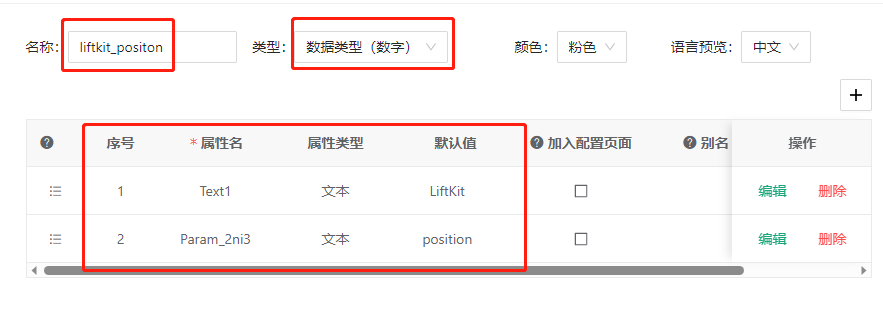 名称: liftkit_positon 类型: 数据类型（数字） 颜色: 粉色 语言预览: 中文
+
? 序号 * 属性名 属性类型 默认值 ? 加入配置页面 ? 别名 操作
1 Text1 文本 LiftKit 编辑 删除
2 Param_2ni3 文本 position 编辑 删除